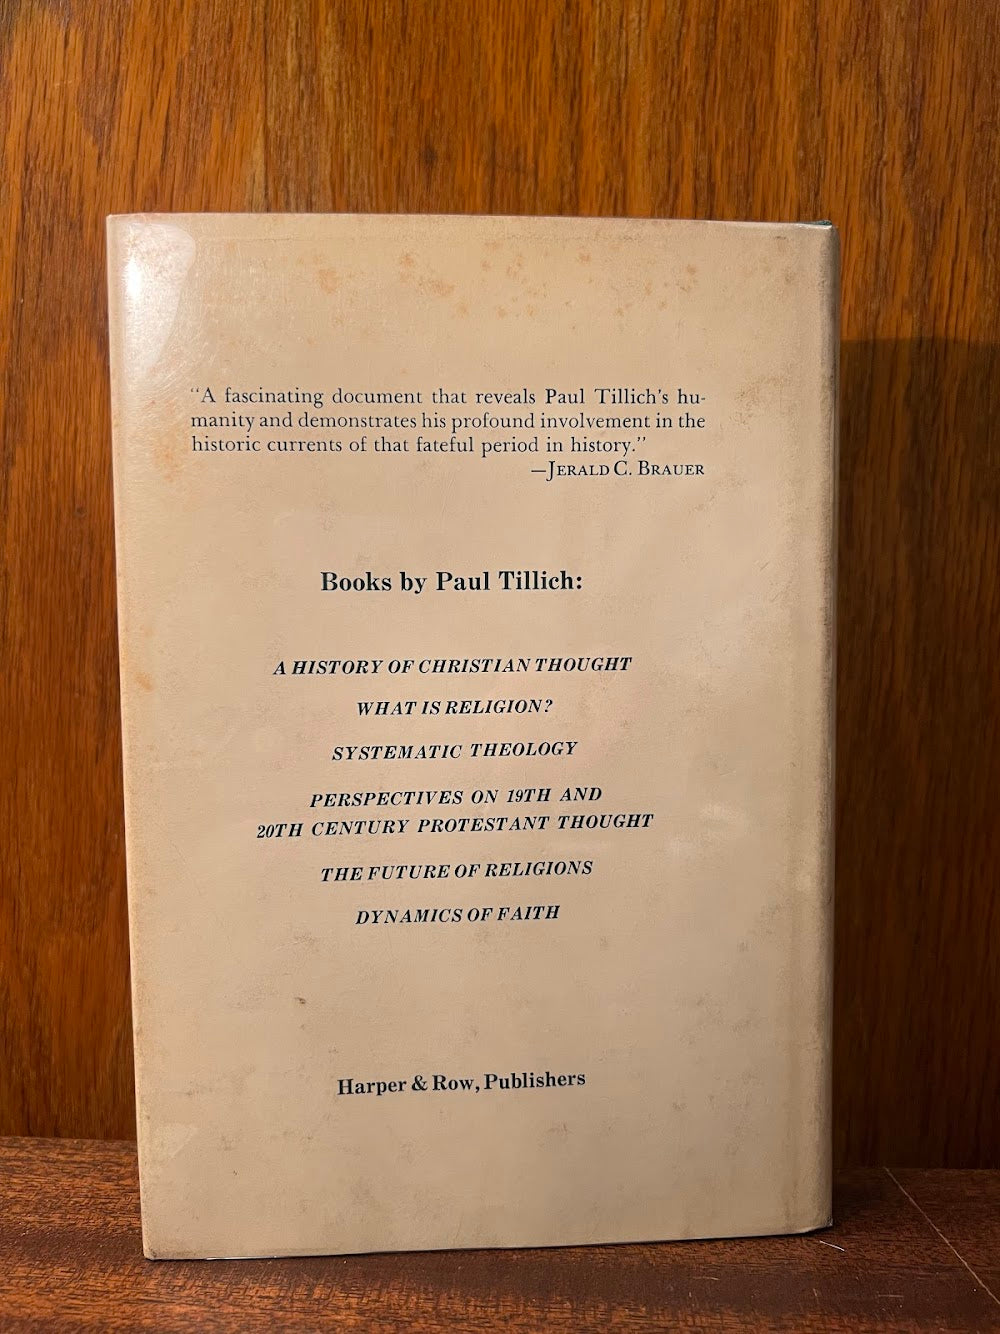 “A fascinating document that reveals Paul Tillich’s hu-
manity and demonstrates his profound involvement in the
historic currents of that fateful period in history.”
—JERALD C. BRAUER
Books by Paul Tillich:
A HISTORY OF CHRISTIAN THOUGHT
WHAT IS RELIGION?
SYSTEMATIC THEOLOGY
PERSPECTIVES ON 19TH AND
20TH CENTURY PROTESTANT THOUGHT
THE FUTURE OF RELIGIONS
DYNAMICS OF FAITH
Harper & Row, Publishers